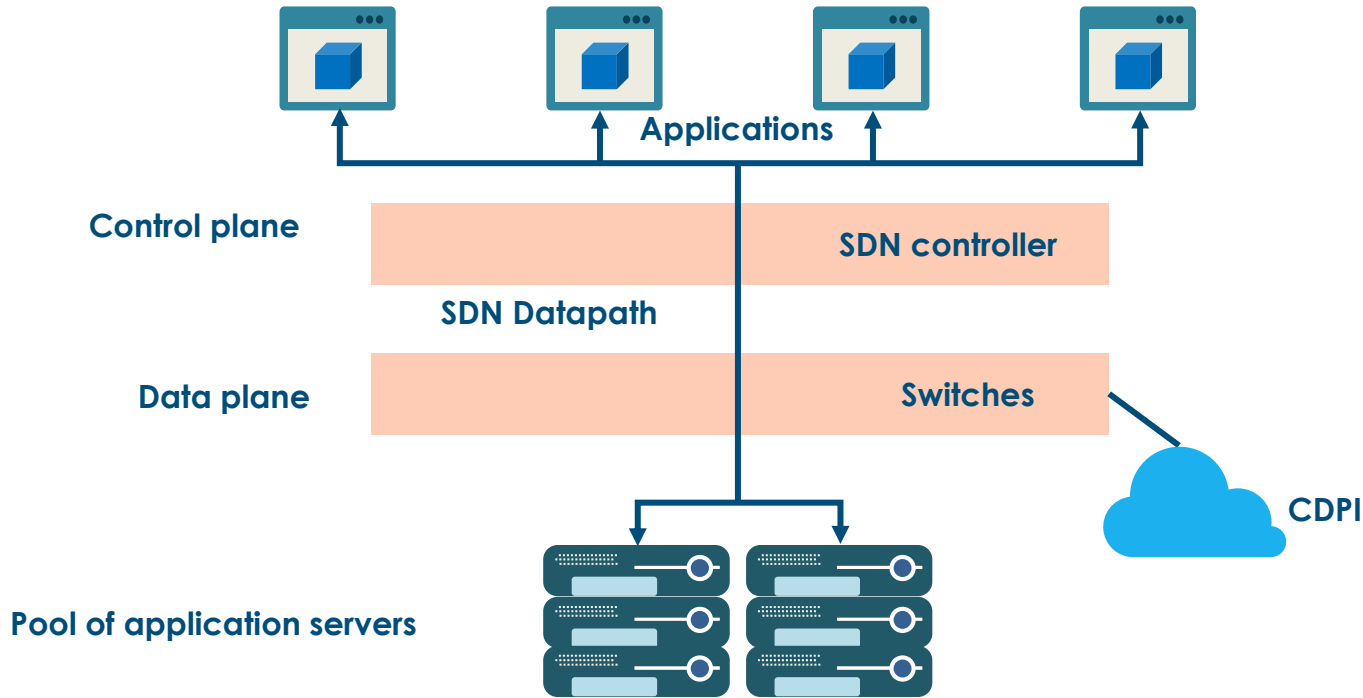 Applications
Control plane
SDN controller
SDN Datapath
Data plane
Switches
CDPI
Pool of application servers